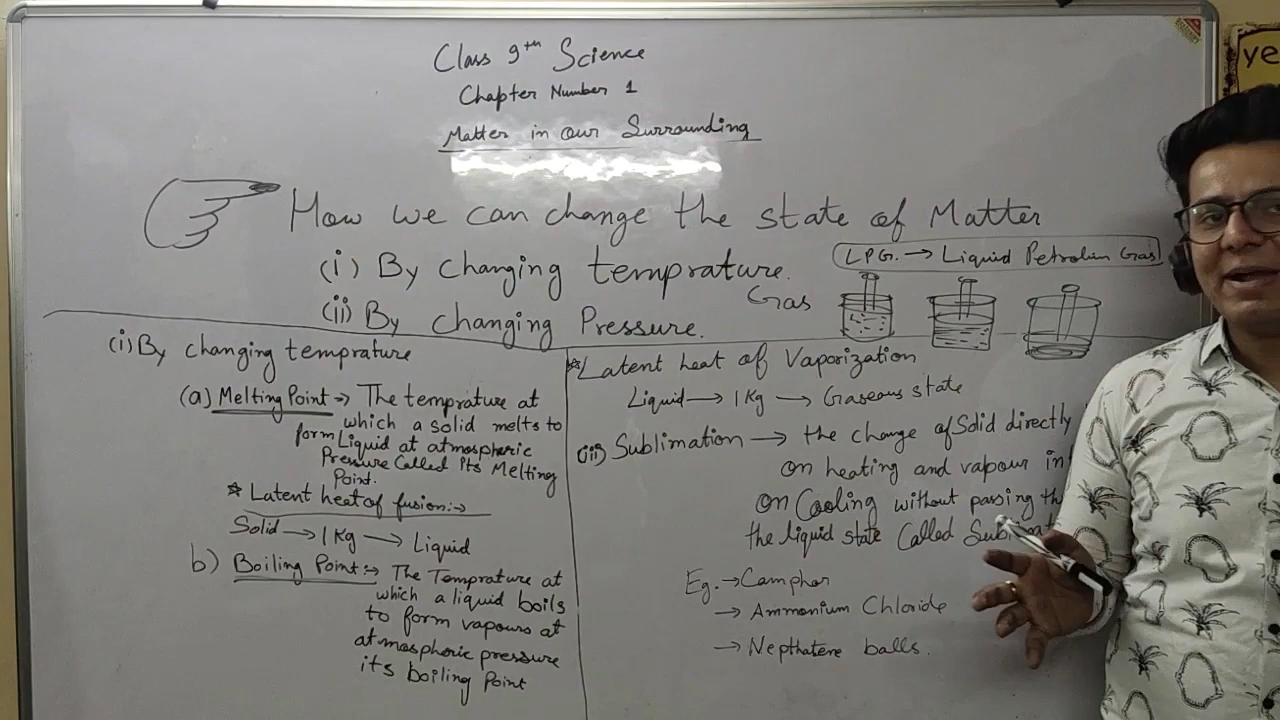 Class 9th Science
Chapter Number 1
Matter in our Surrounding
How we can change the state of Matter
(i) By changing temprature.
(ii) By changing Pressure.
LPG. → Liquid Petrolium Gas
Gas
(i) By changing temprature
(a) Melting Point → The temprature at
which a solid melts to
form Liquid at atmospheric
Pressure Called its Melting
Point.
* Latent heat of fusion:→
Solid → 1 Kg → Liquid
b) Boiling Point:→ The Temprature at
which a liquid boils
to form vapours at
atmospheric pressure
its boiling Point
* Latent heat of Vaporization
Liquid → 1 Kg → Gaseous state
(iii) Sublimation → the change of Solid directly
on heating and vapour in
on Cooling without passing th
the liquid state Called
Eg. → Camphor
→ Ammonium Chloride
→ Nepthatene balls.
ye